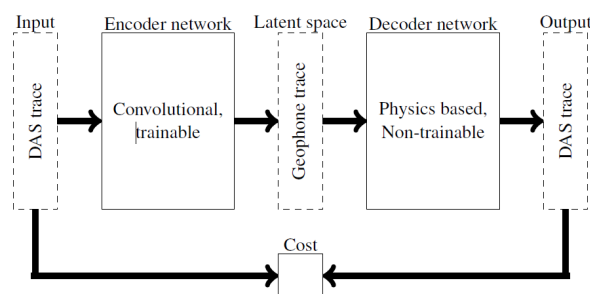 Input
Encoder network
Latent space
Decoder network
Output
DAS trace
Convolutional,
trainable
Geophone trace
Physics based,
Non-trainable
DAS trace
Cost